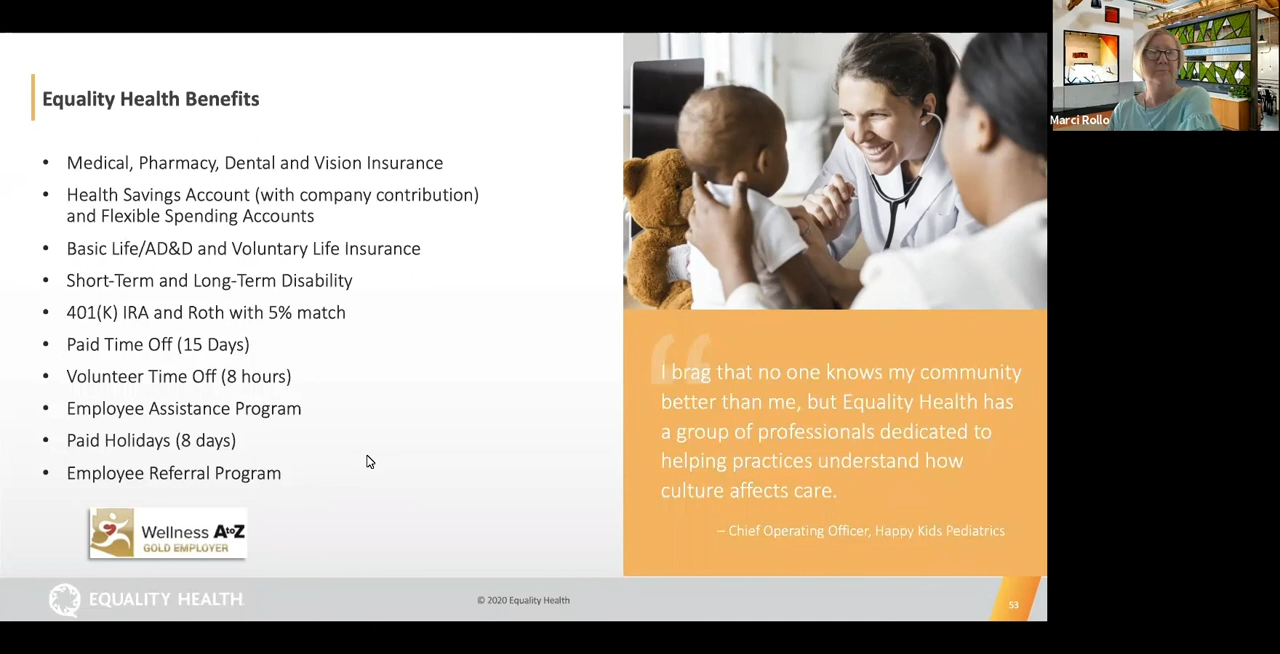 Equality Health Benefits
• Medical, Pharmacy, Dental and Vision Insurance
• Health Savings Account (with company contribution)
and Flexible Spending Accounts
• Basic Life/AD&D and Voluntary Life Insurance
• Short-Term and Long-Term Disability
• 401(K) IRA and Roth with 5% match
• Paid Time Off (15 Days)
• Volunteer Time Off (8 hours)
• Employee Assistance Program
• Paid Holidays (8 days)
• Employee Referral Program
Wellness AtoZ
GOLD EMPLOYER
“
I brag that no one knows my community
better than me, but Equality Health has
a group of professionals dedicated to
helping practices understand how
culture affects care.
– Chief Operating Officer, Happy Kids Pediatrics
EQUALITY HEALTH
© 2020 Equality Health
53
HEALTH
Marci Rollo